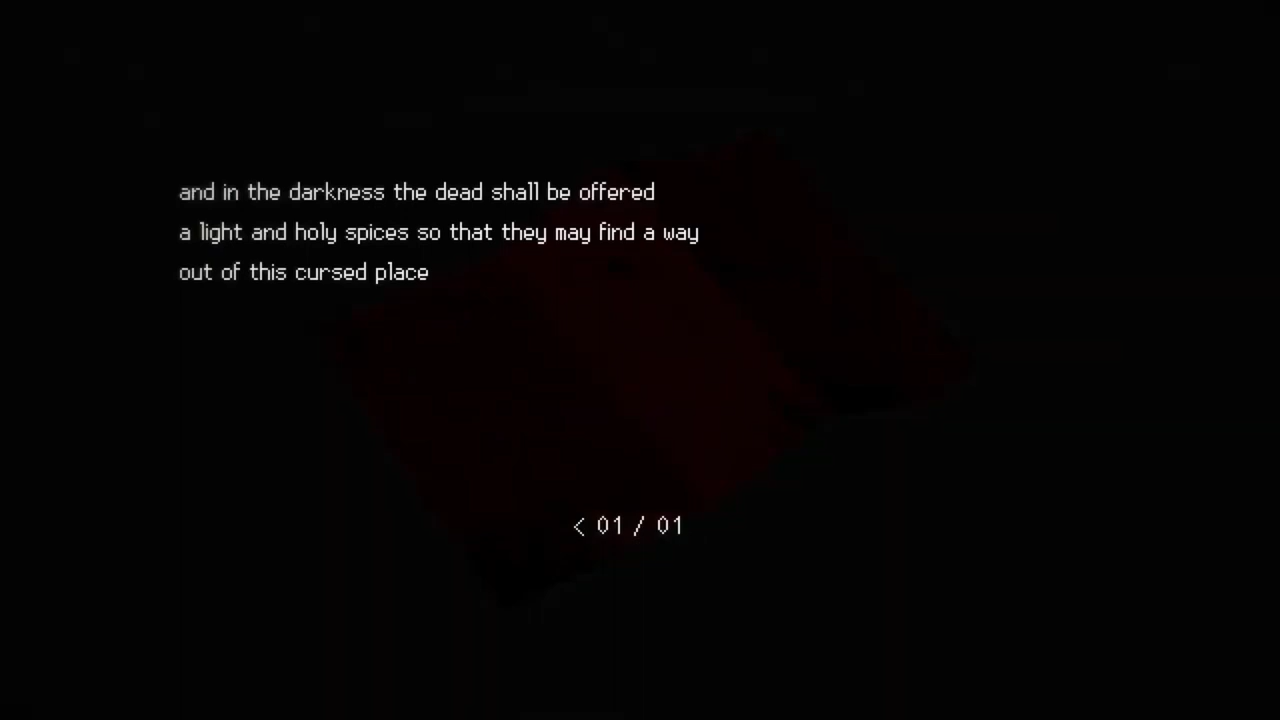 and in the darkness the dead shall be offered
a light and holy spices so that they may find a way
out of this cursed place
< 01 / 01